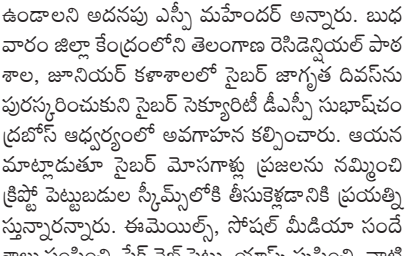 ఉండాలని అదనపు ఎస్పీ మహేందర్ అన్నారు. బుధ
వారం జిల్లా కేంద్రంలోని తెలంగాణ రెసిడెన్షియల్ పాఠ
శాల, జూనియర్ కళాశాలలో సైబర్ జాగృత దివస్‌ను
పురస్కరించుకుని సైబర్ సెక్యూరిటీ డీఎస్పీ సుభాష్‌చం
ద్రబోస్ ఆధ్వర్యంలో అవగాహన కల్పించారు. ఆయన
మాట్లాడుతూ సైబర్ మోసగాళ్లు ప్రజలను నమ్మించి
క్రిప్టో పెట్టుబడుల స్కీమ్స్‌లోకి తీసుకెళ్లడానికి ప్రయత్ని
స్తున్నారన్నారు. ఈమెయిల్స్, సోషల్ మీడియా సందే